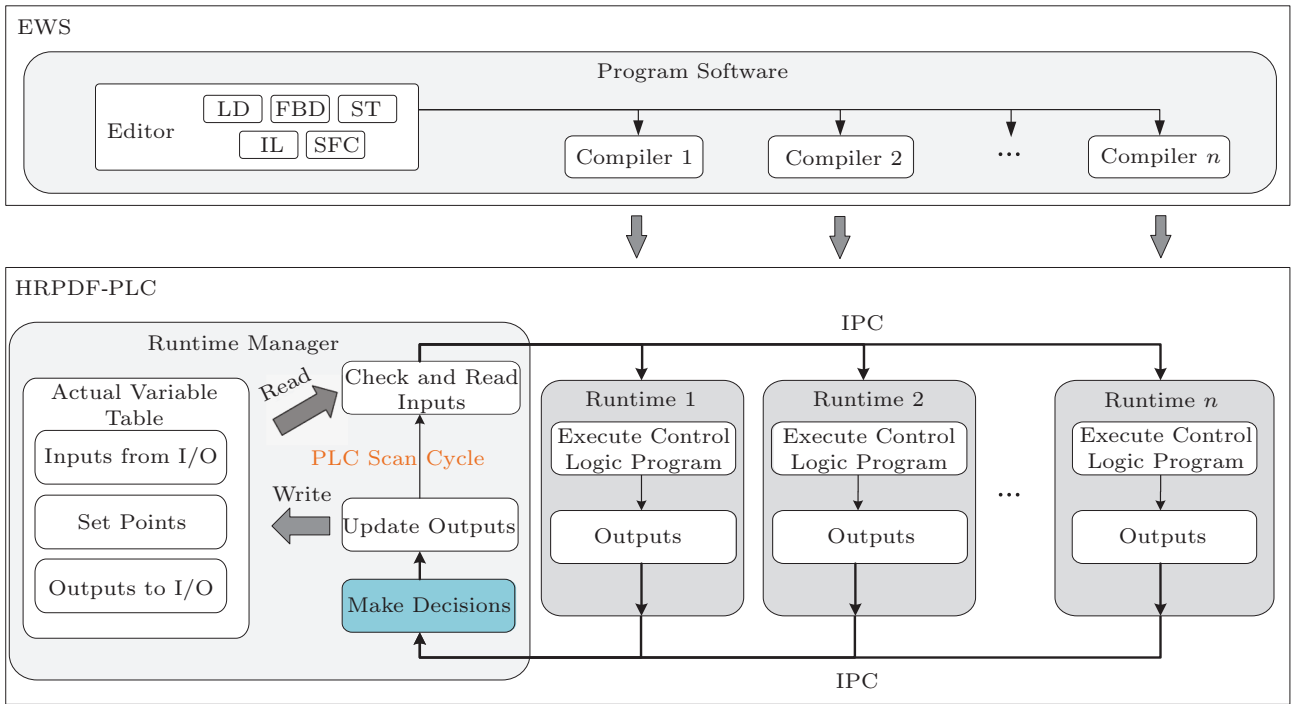 EWS
Program Software
Editor
LD
FBD
ST
IL
SFC
Compiler 1
Compiler 2
...
Compiler n
HRPDF-PLC
IPC
Runtime Manager
Actual Variable
Table
Inputs from I/O
Set Points
Outputs to I/O
Read
Write
Check and Read
Inputs
PLC Scan Cycle
Update Outputs
Make Decisions
Runtime 1
Execute Control
Logic Program
Outputs
Runtime 2
Execute Control
Logic Program
Outputs
...
Runtime n
Execute Control
Logic Program
Outputs
IPC